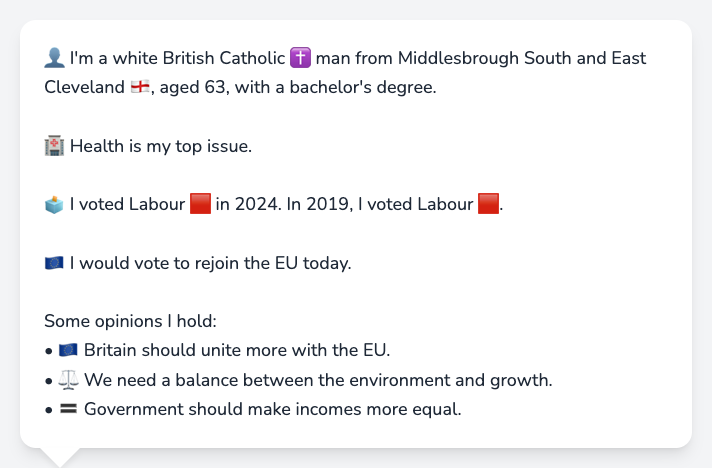 👤 I'm a white British Catholic ✝️ man from Middlesbrough South and East
Cleveland 🏴󠁧󠁢󠁥󠁮󠁧󠁿, aged 63, with a bachelor's degree.
🏥 Health is my top issue.
🗳️ I voted Labour 🟥 in 2024. In 2019, I voted Labour 🟥.
🇪🇺 I would vote to rejoin the EU today.
Some opinions I hold:
• 🇪🇺 Britain should unite more with the EU.
• ⚖️ We need a balance between the environment and growth.
• 🟰 Government should make incomes more equal.